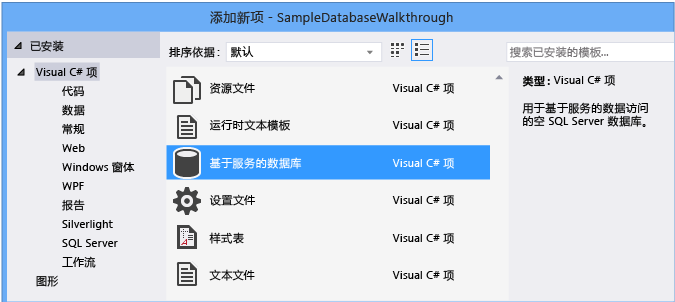 添加新项 - SampleDatabaseWalkthrough
已安装
排序依据: 默认
搜索已安装的模板...
Visual C# 项
代码
数据
常规
Web
Windows 窗体
WPF
报告
Silverlight
SQL Server
工作流
图形
资源文件 Visual C# 项
运行时文本模板 Visual C# 项
基于服务的数据库 Visual C# 项
设置文件 Visual C# 项
样式表 Visual C# 项
文本文件 Visual C# 项
类型: Visual C# 项
用于基于服务的数据访问
的空 SQL Server 数据库。